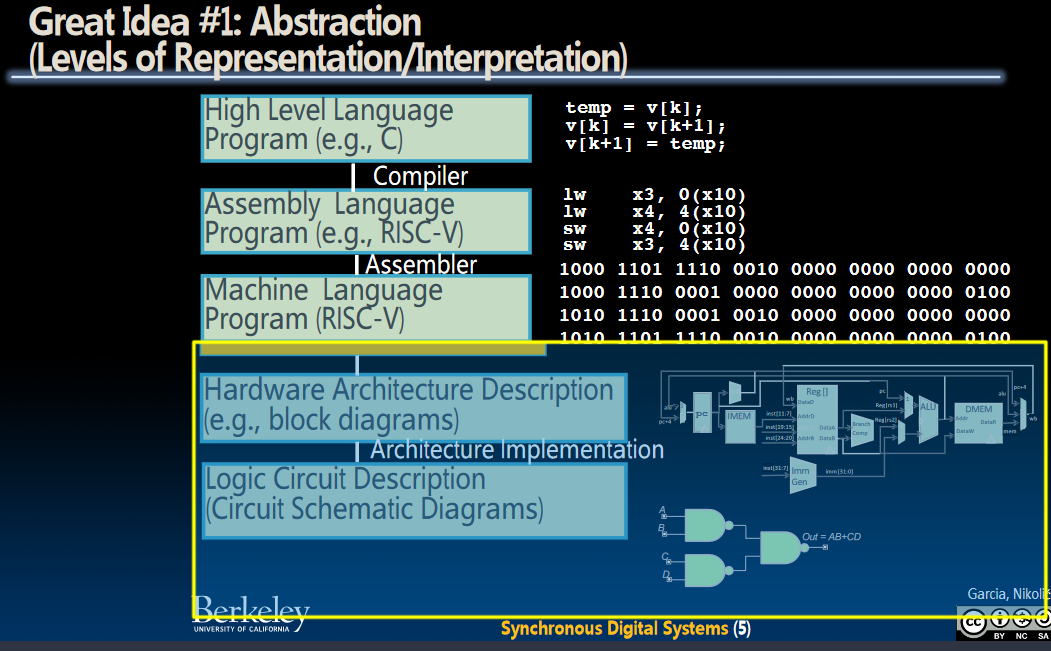 Great Idea #1: Abstraction
(Levels of Representation/Interpretation)
High Level Language
Program (e.g., C)
temp = v[k];
v[k] = v[k+1];
v[k+1] = temp;
Compiler
Assembly Language
Program (e.g., RISC-V)
lw x3, 0(x10)
lw x4, 4(x10)
sw x4, 0(x10)
sw x3, 4(x10)
Assembler
Machine Language
Program (RISC-V)
1000 1101 1110 0010 0000 0000 0000 0000
1000 1110 0001 0000 0000 0000 0000 0100
1010 1110 0001 0010 0000 0000 0000 0000
1010 1101 1110 0010 0000 0000 0000 0100
Hardware Architecture Description
(e.g., block diagrams)
Architecture Implementation
Logic Circuit Description
(Circuit Schematic Diagrams)
alu
pc+4
pc
IMEM
inst[11:7]
inst[19:15]
inst[24:20]
inst[31:7]
wb
Reg []
DataD
AddrD
AddrA
DataA
AddrB
DataB
Imm
Gen
imm[31:0]
Branch
Comp
pc
Reg[rs1]
Reg[rs2]
ALU
DMEM
Addr
DataR
DataW
pc+4
alu
mem
wb
A
B
C
D
Out = AB+CD
Berkeley
UNIVERSITY OF CALIFORNIA
Garcia, Nikolić
Synchronous Digital Systems (5)
cc
BY NC SA